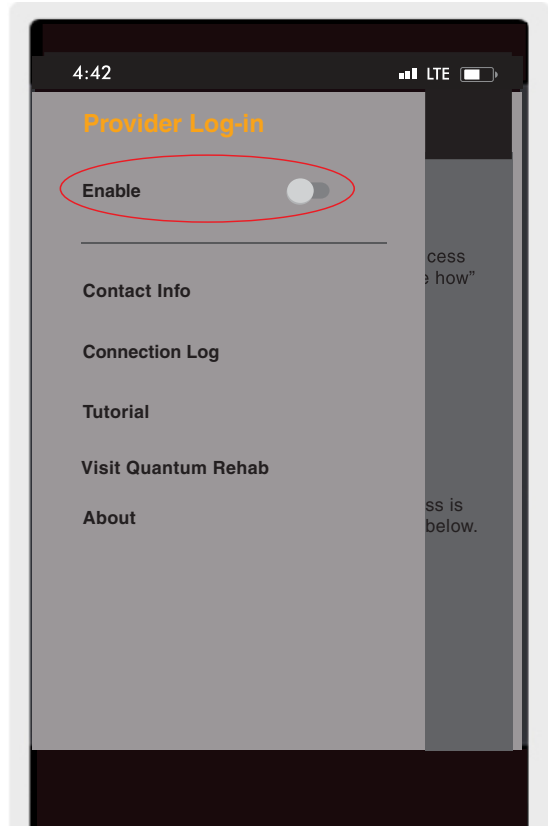 4:42 LTE
Provider Log-in
Enable
cess
how”
Contact Info
Connection Log
Tutorial
Visit Quantum Rehab
ss is
About
below.